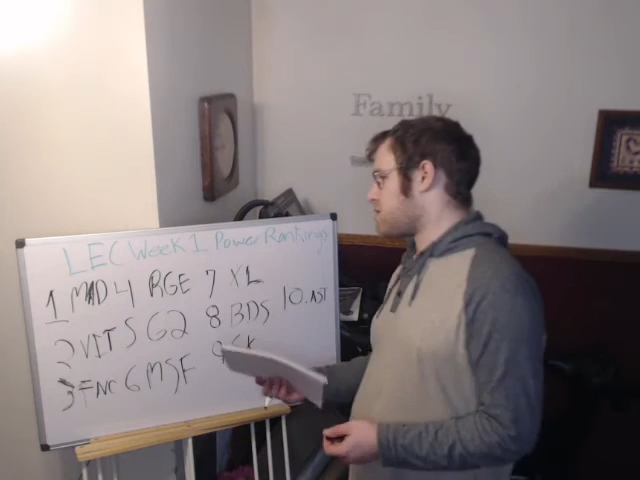 Family
LEC Week 1 Power Rankings
1 MAD 4 RGE 7 XL
2 VIT 5 G2 8 BDS 10. AST
3 FNC 6 MSF 9 SK